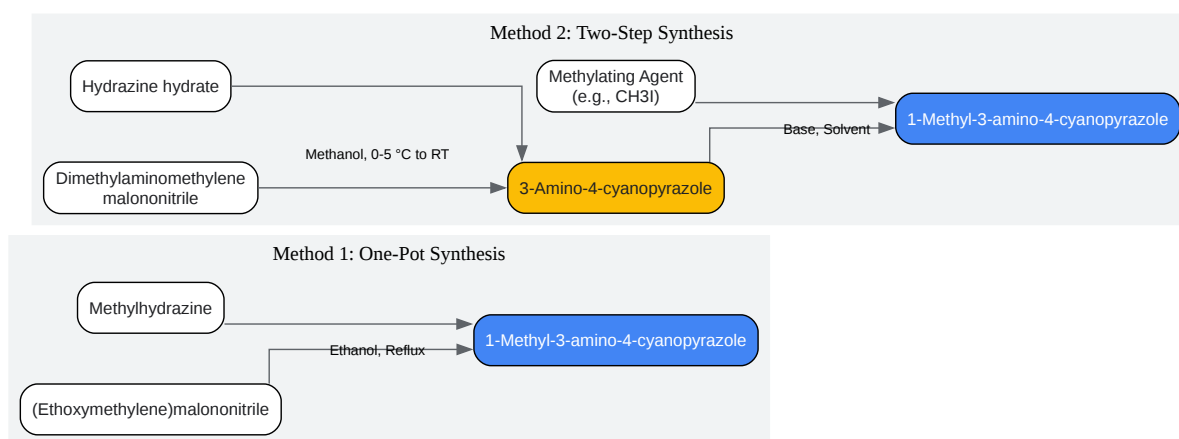 Method 2: Two-Step Synthesis
Hydrazine hydrate
Methylating Agent
(e.g., CH3I)
1-Methyl-3-amino-4-cyanopyrazole
Base, Solvent
Methanol, 0-5 °C to RT
Dimethylaminomethylene
malononitrile
3-Amino-4-cyanopyrazole
Method 1: One-Pot Synthesis
Methylhydrazine
1-Methyl-3-amino-4-cyanopyrazole
Ethanol, Reflux
(Ethoxymethylene)malononitrile